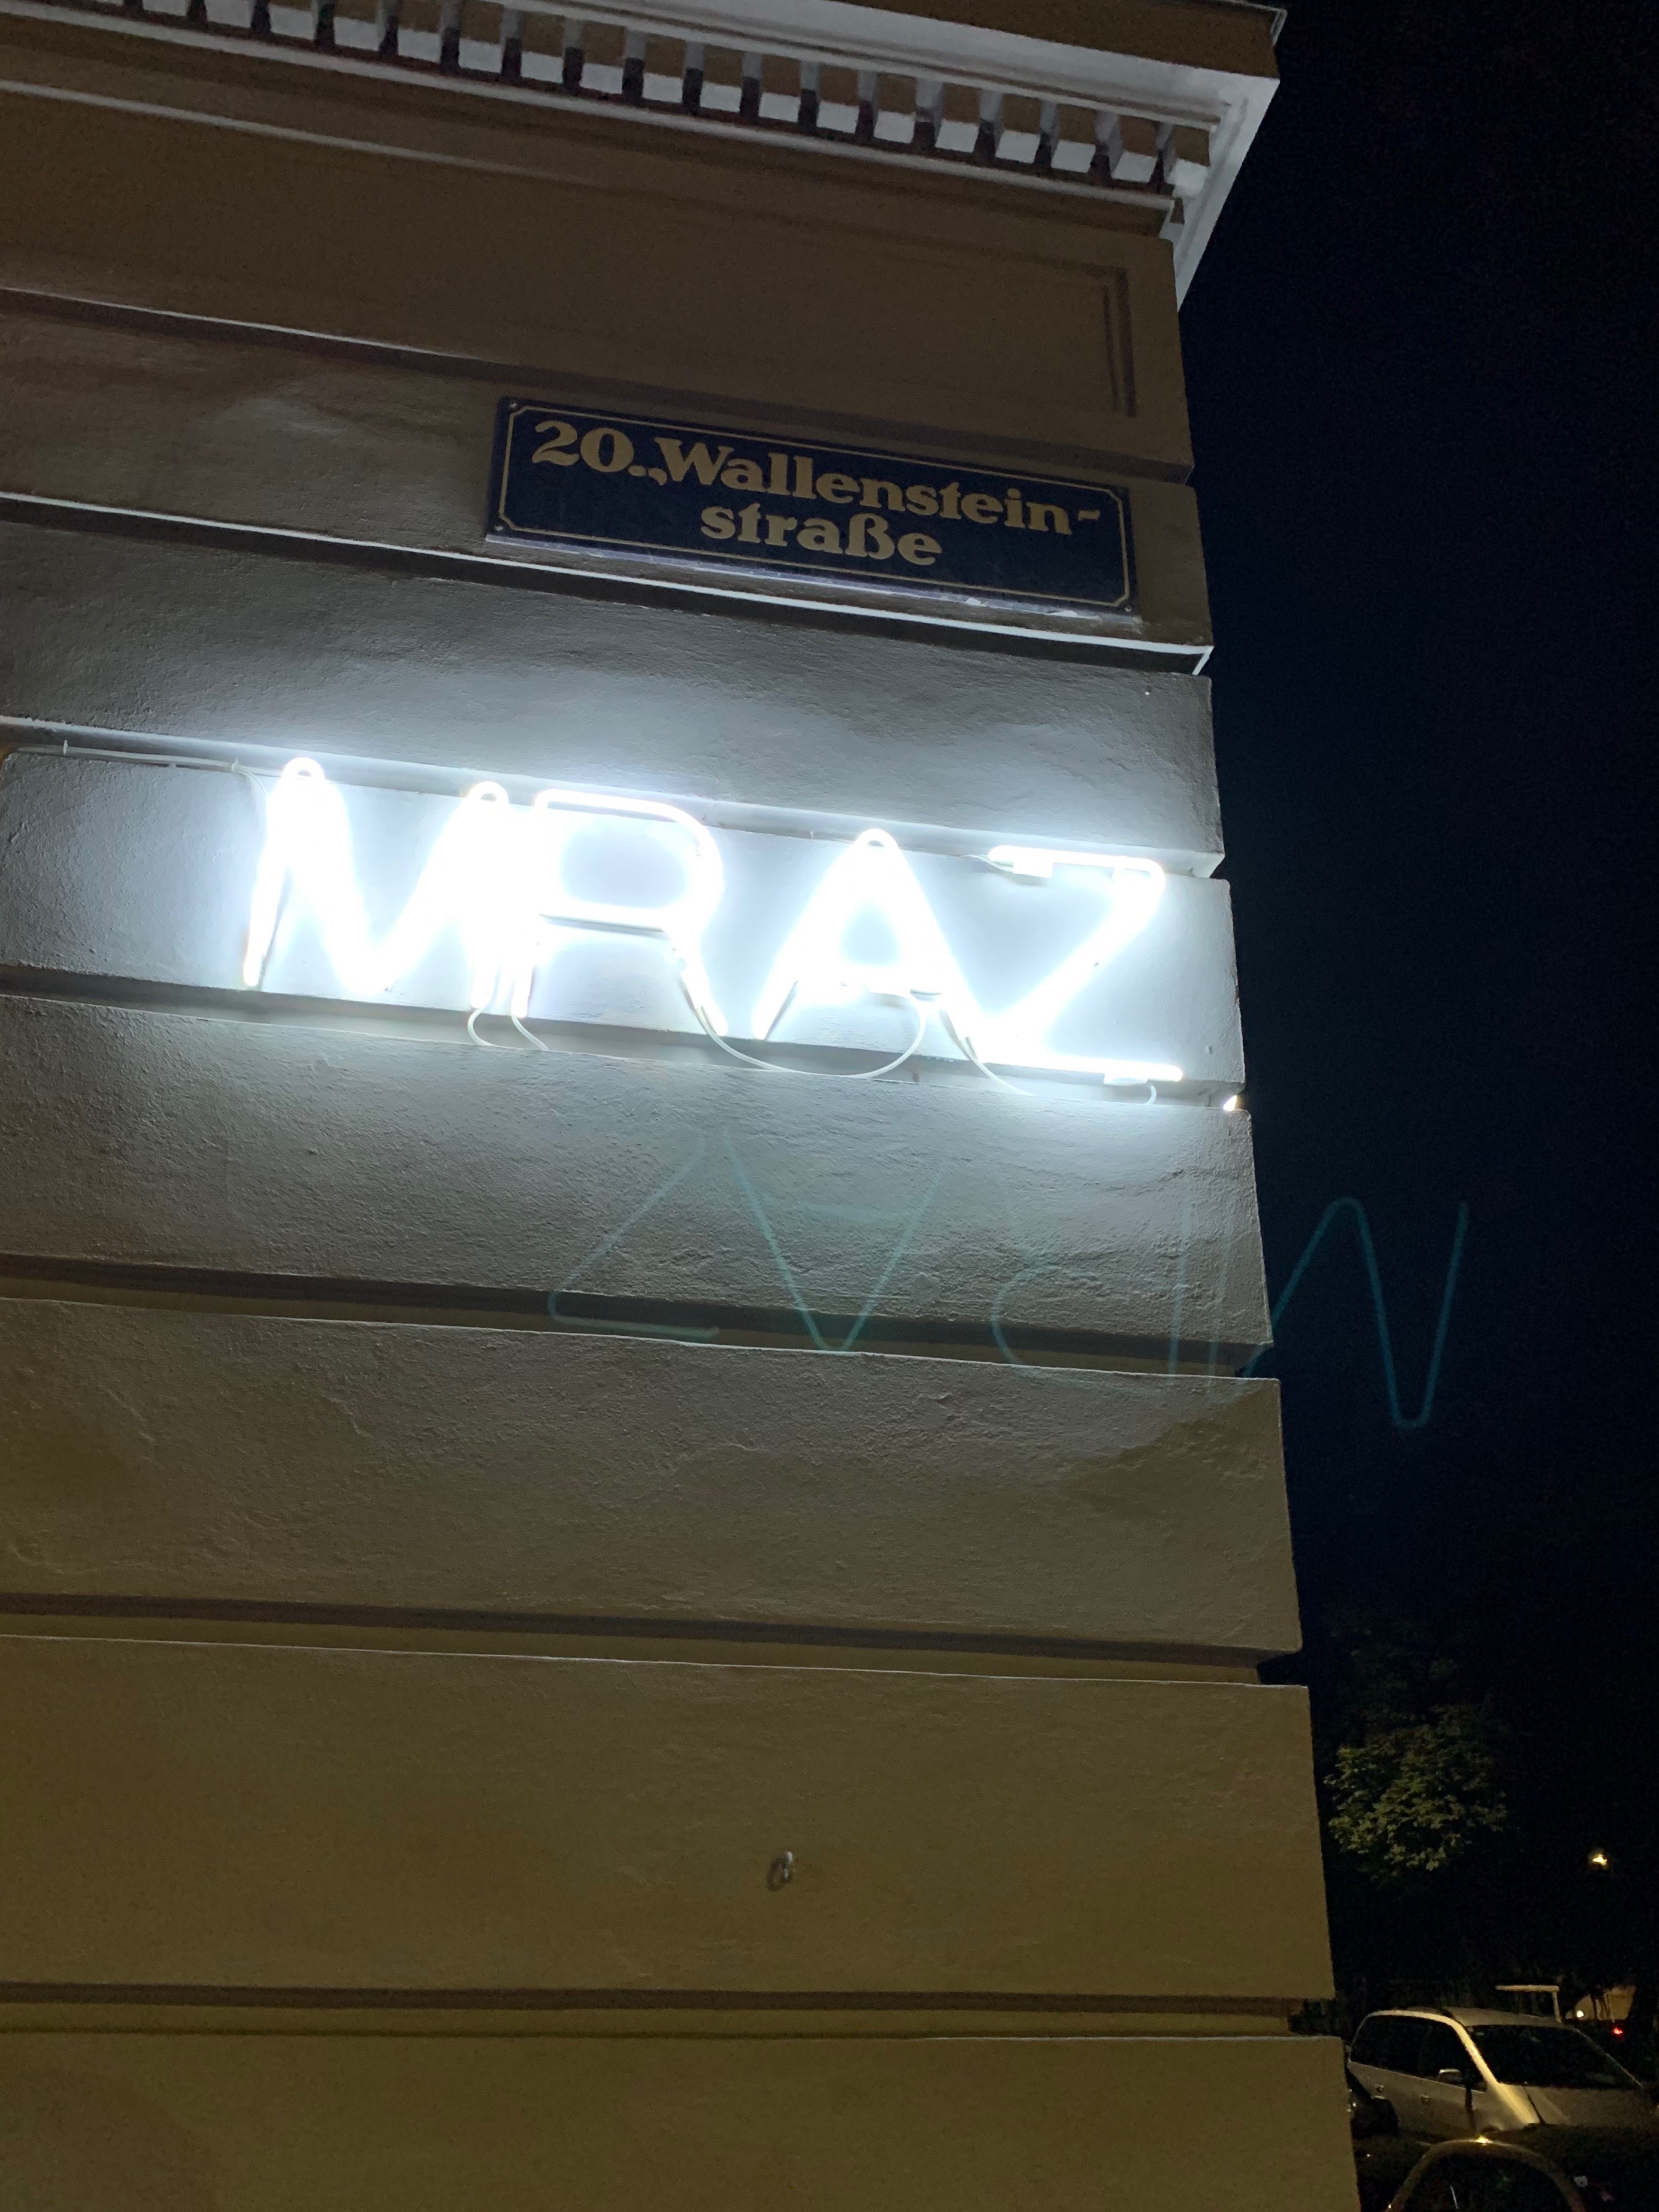 20.,Wallenstein-
straße
MRAZ